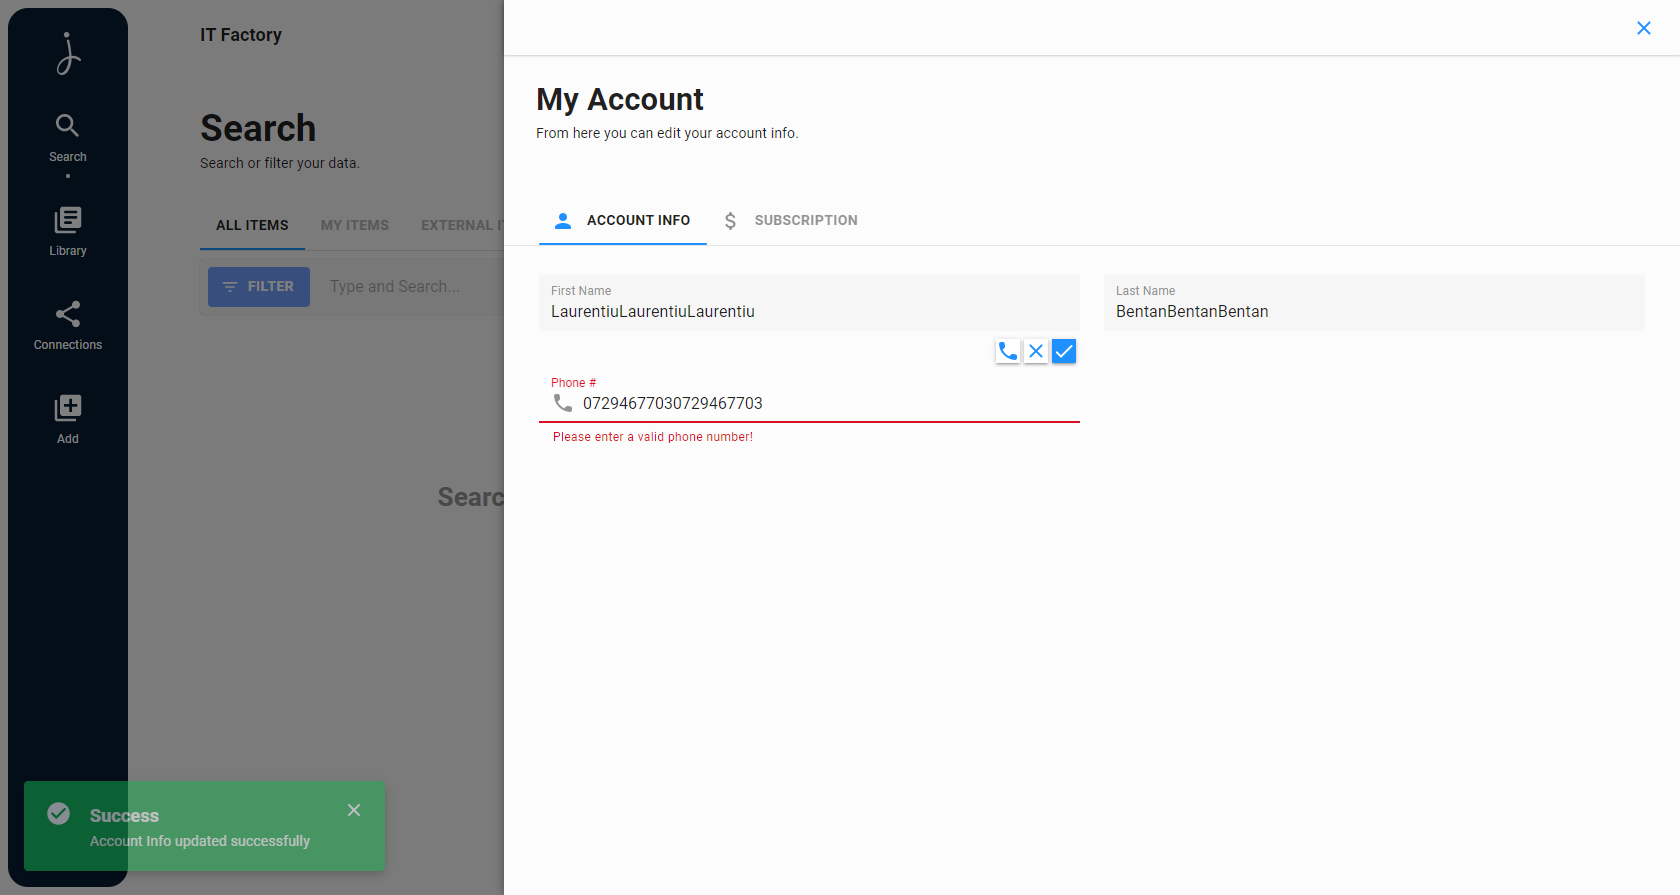 Search
Library
Connections
Add
IT Factory
Search
Search or filter your data.
ALL ITEMS MY ITEMS EXTERNAL
FILTER Type and Search...
Searc
Success
Account Info updated successfully
My Account
From here you can edit your account info.
ACCOUNT INFO SUBSCRIPTION
First Name
LaurentiuLaurentiuLaurentiu
Last Name
BentanBentanBentan
Phone #
07294677030729467703
Please enter a valid phone number!